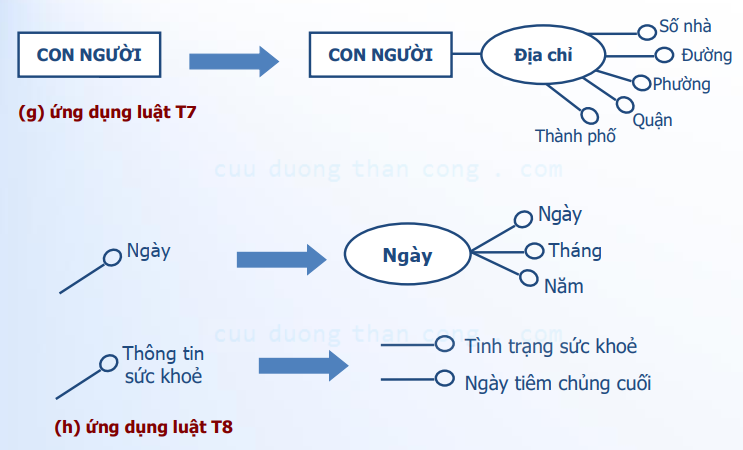 CON NGƯỜI
CON NGƯỜI
Địa chỉ
Số nhà
Đường
Phường
Quận
Thành phố
(g) ứng dụng luật T7
cuu duong than cong . com
Ngày
Ngày
Ngày
Tháng
Năm
cuu duong than cong . com
Thông tin
sức khoẻ
Tình trạng sức khoẻ
Ngày tiêm chủng cuối
(h) ứng dụng luật T8